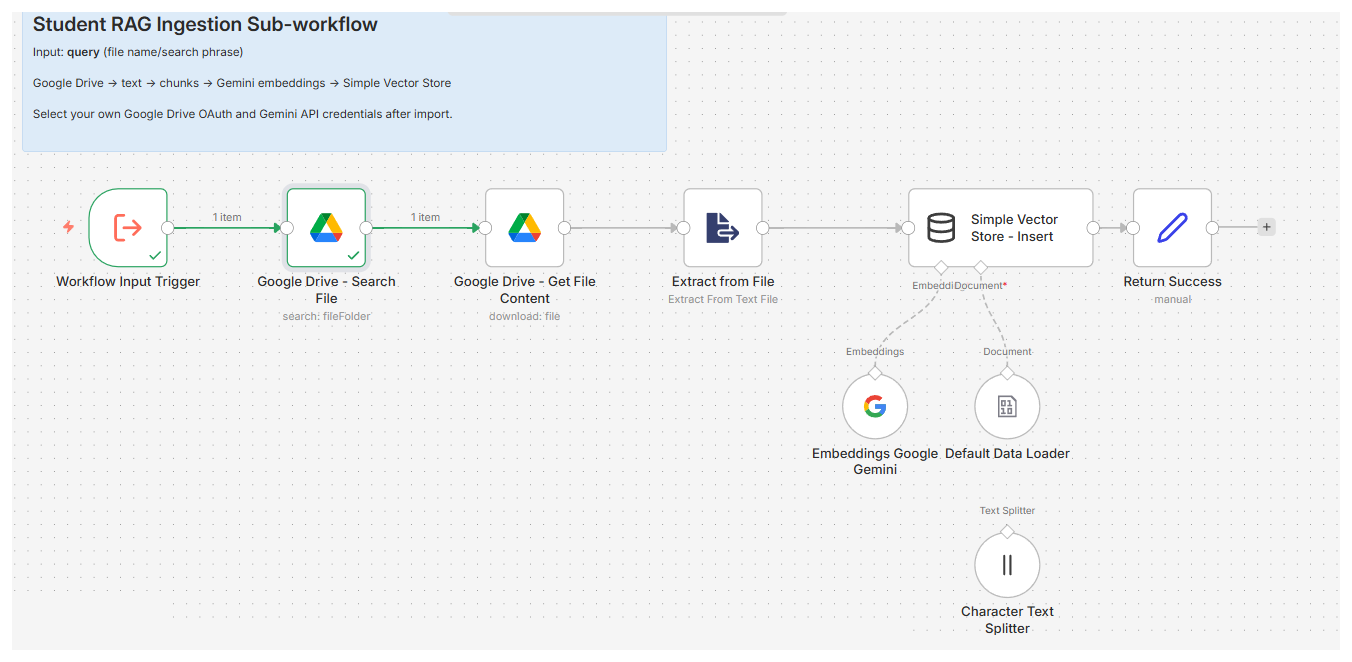 Student RAG Ingestion Sub-workflow
Input: query (file name/search phrase)
Google Drive → text → chunks → Gemini embeddings → Simple Vector Store
Select your own Google Drive OAuth and Gemini API credentials after import.
1 item
1 item
Simple Vector
Store - Insert
Workflow Input Trigger
Google Drive - Search
File
search: fileFolder
Google Drive - Get File
Content
download: file
Extract from File
Extract From Text File
Embeddi
Document*
Return Success
manual
Embeddings
Document
01
10
Embeddings Google
Gemini
Default Data Loader
Text Splitter
Character Text
Splitter